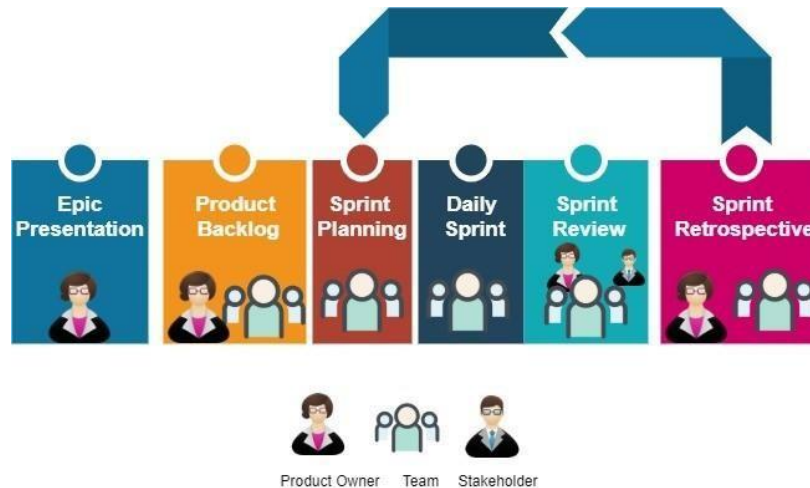 Epic
Presentation
Product
Backlog
Sprint
Planning
Daily
Sprint
Sprint
Review
Sprint
Retrospective
Product Owner
Team
Stakeholder